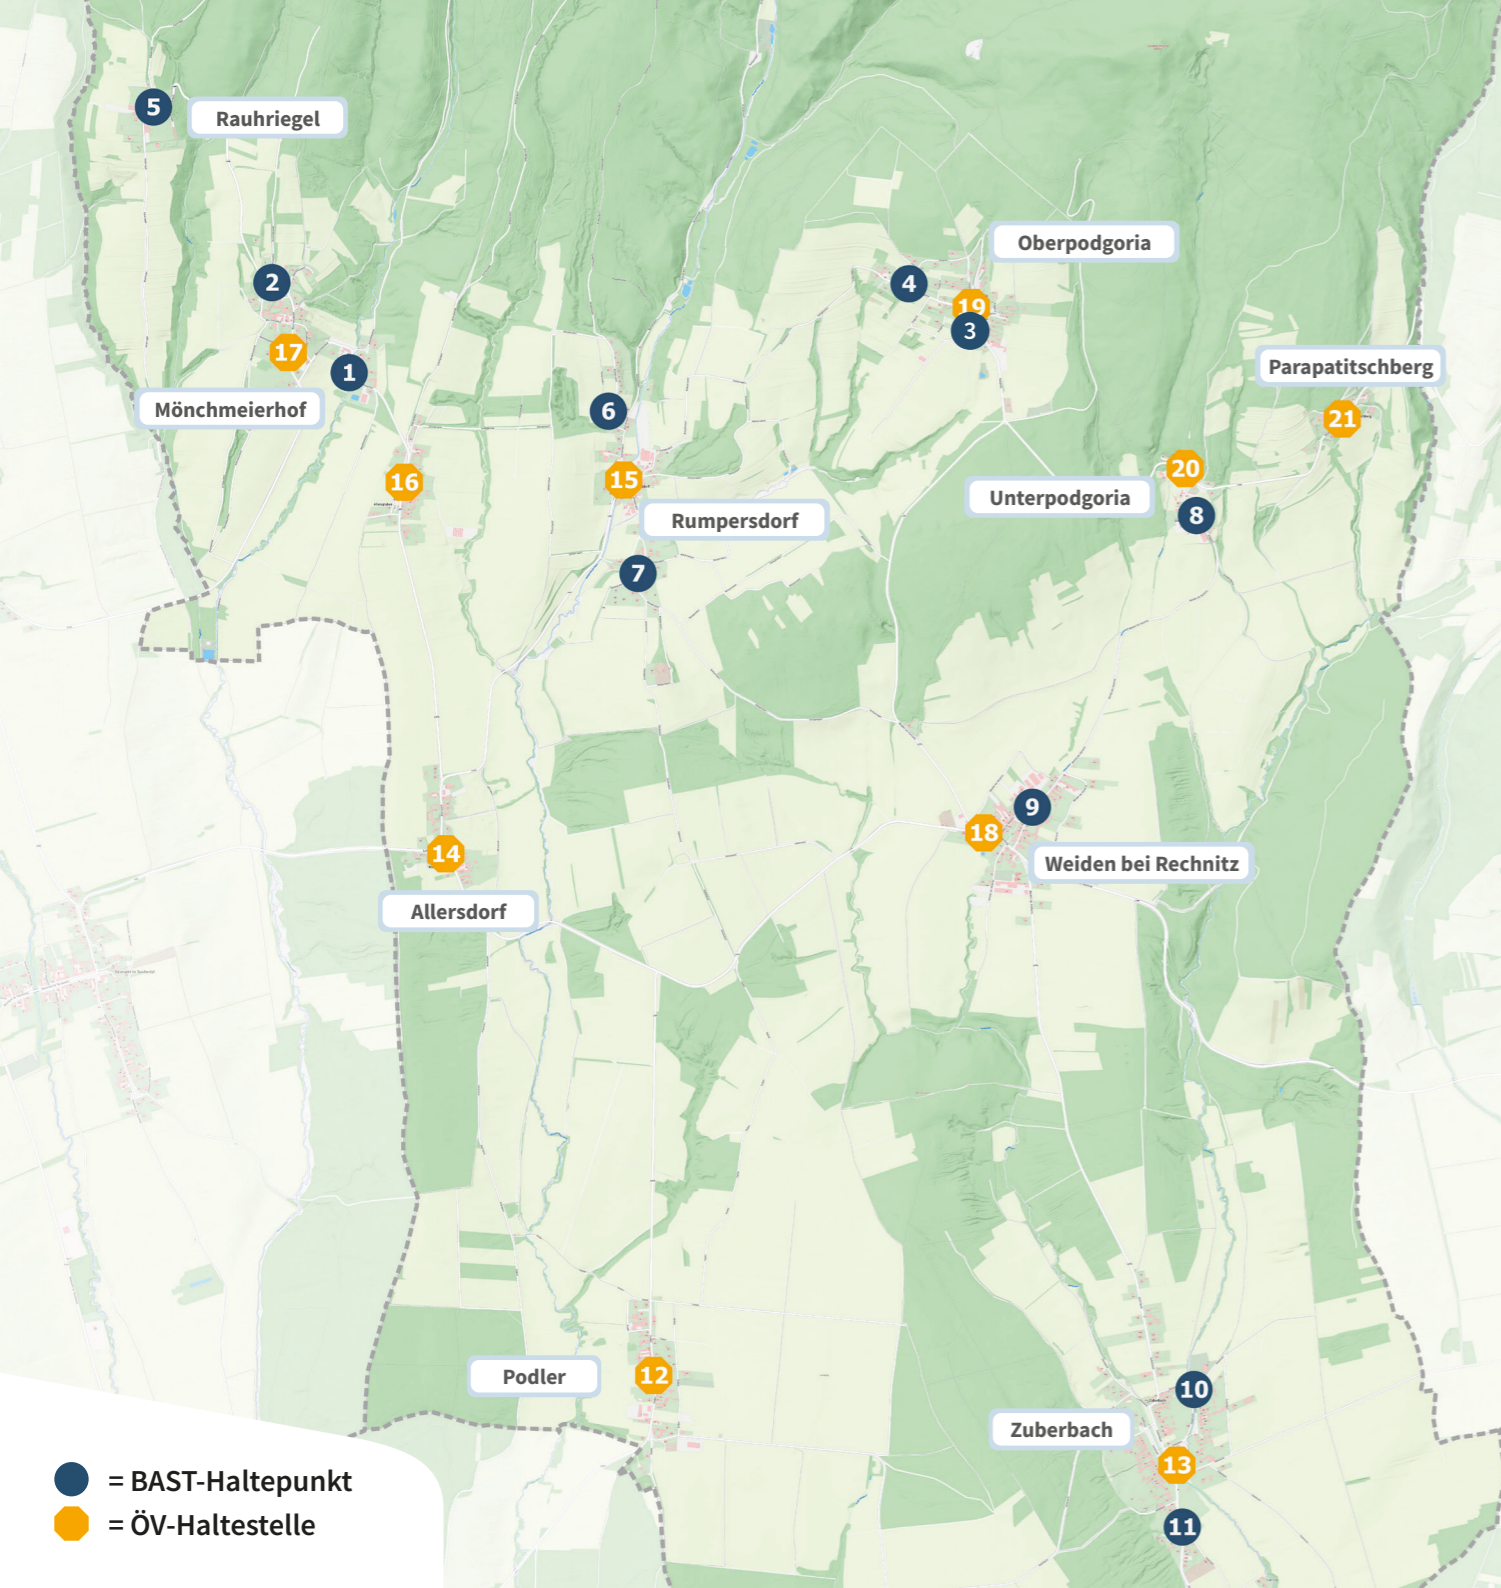 5
Rauhriegel
Oberpodgoria
2
4
19
3
17
1
Mönchmeierhof
Parapatitschberg
6
21
16
15
20
Unterpodgoria
8
Rumpersdorf
7
9
18
14
Weiden bei Rechnitz
Allersdorf
Podler
12
10
Zuberbach
13
11
= BAST-Haltepunkt
= ÖV-Haltestelle